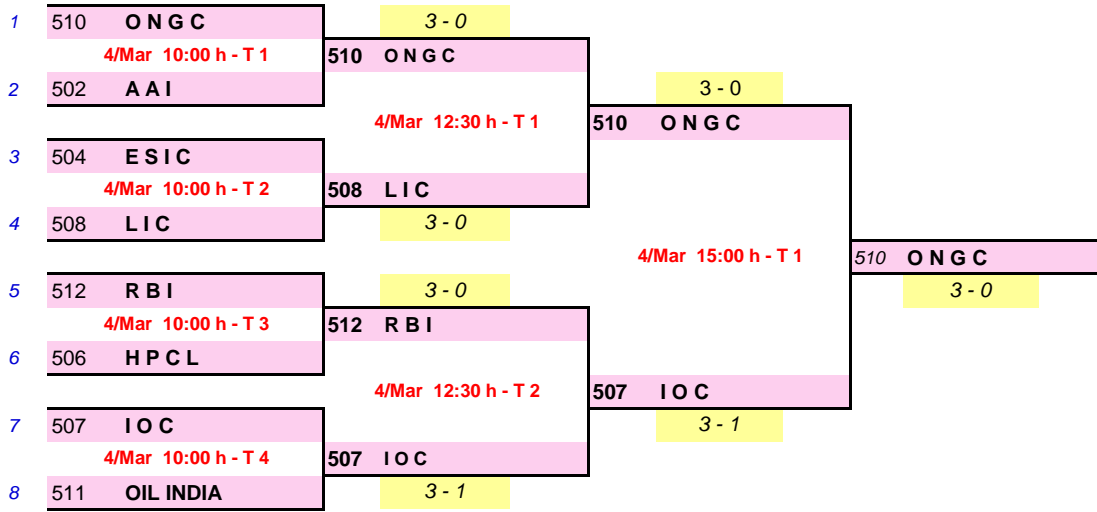 1 510 O N G C 3 - 0
4/Mar 10:00 h - T 1 510 O N G C
2 502 A A I 3 - 0
4/Mar 12:30 h - T 1 510 O N G C
3 504 E S I C
4/Mar 10:00 h - T 2 508 L I C
4 508 L I C 3 - 0
4/Mar 15:00 h - T 1 510 O N G C
5 512 R B I 3 - 0 3 - 0
4/Mar 10:00 h - T 3 512 R B I
6 506 H P C L
4/Mar 12:30 h - T 2 507 I O C
7 507 I O C 3 - 1
4/Mar 10:00 h - T 4 507 I O C
8 511 OIL INDIA 3 - 1